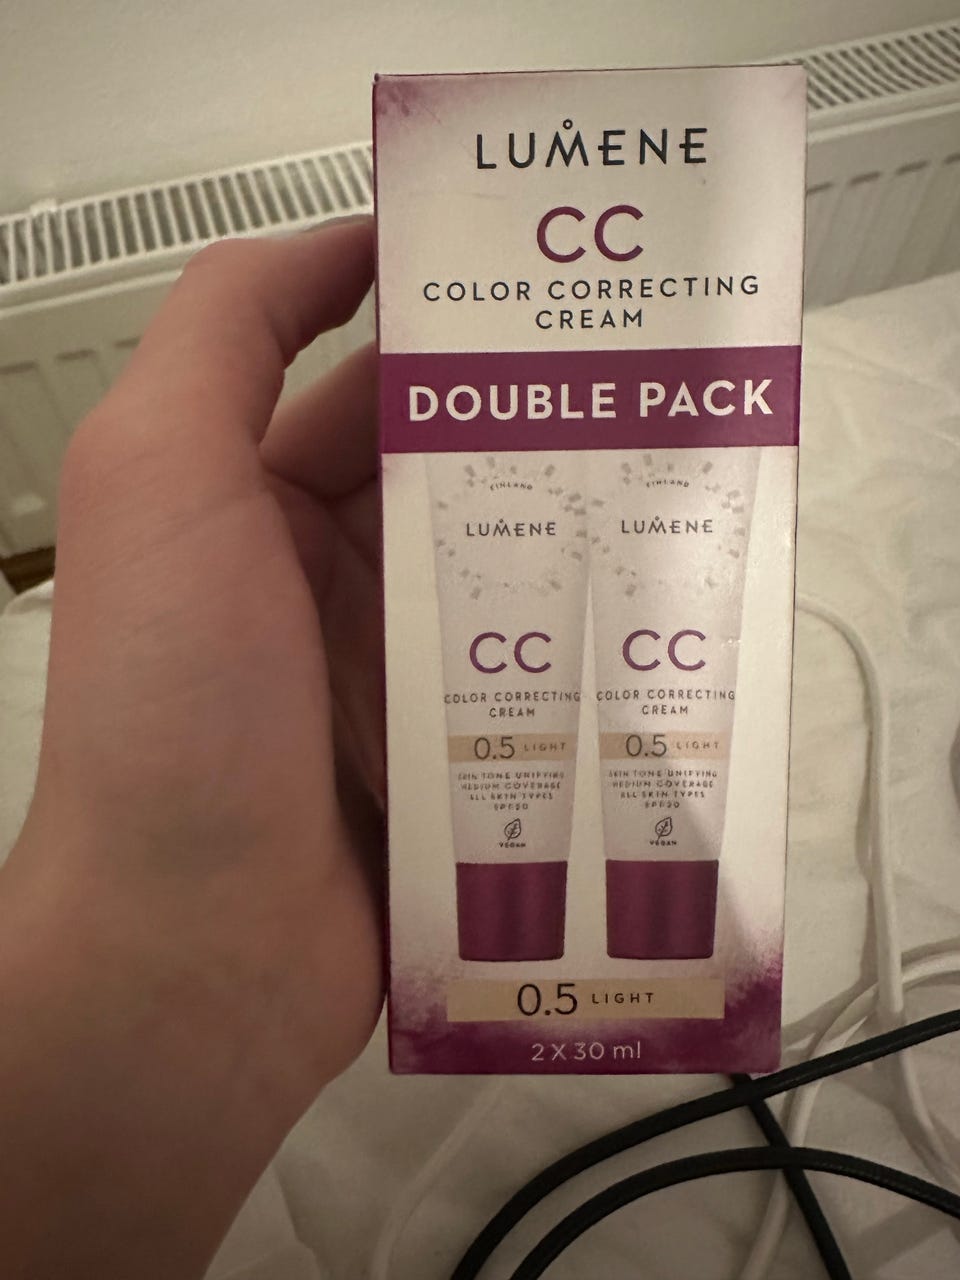 LUMENE
CC
COLOR CORRECTING
CREAM
DOUBLE PACK
FINLAND
LUMENE
CC
COLOR CORRECTING
CREAM
0.5 LIGHT
SKIN TONE UNIFYING
MEDIUM COVERAGE
ALL SKIN TYPES
SPF20
VEGAN
FINLAND
LUMENE
CC
COLOR CORRECTING
CREAM
0.5 LIGHT
SKIN TONE UNIFYING
MEDIUM COVERAGE
ALL SKIN TYPES
SPF20
VEGAN
0.5 LIGHT
2 X 30 ml